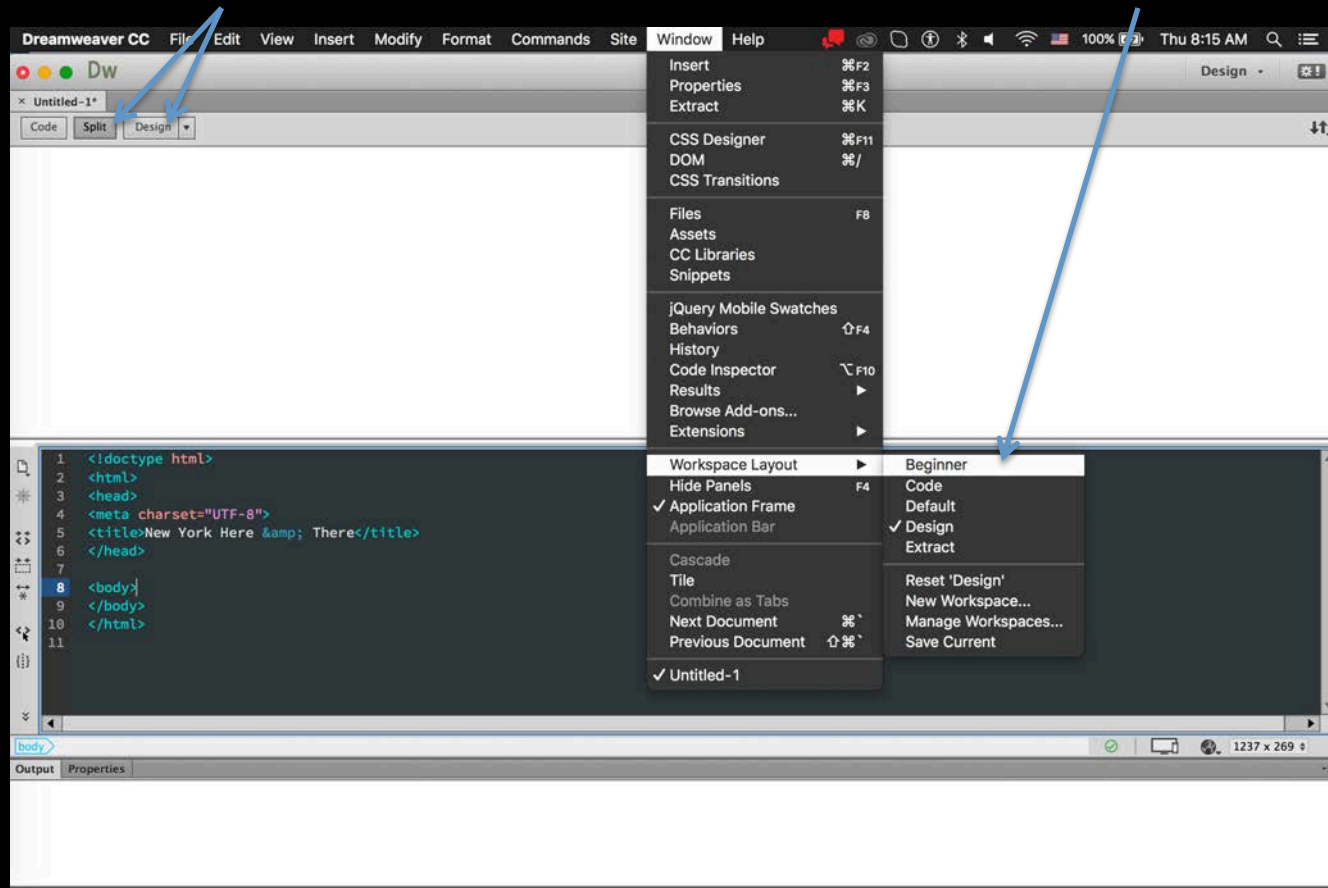 Dreamweaver CC File Edit View Insert Modify Format Commands Site Window Help 100% Thu 8:15 AM
Dw Design
× Untitled-1*
Code Split Design
Insert ⌘F2
Properties ⌘F3
Extract ⌘K
CSS Designer ⌘F11
DOM ⌘/
CSS Transitions
Files F8
Assets
CC Libraries
Snippets
jQuery Mobile Swatches
Behaviors ⇧F4
History
Code Inspector ⌥F10
Results ▶
Browse Add-ons...
Extensions ▶
Workspace Layout ▶
Hide Panels F4
✓ Application Frame
Application Bar
Cascade
Tile
Combine as Tabs
Next Document ⌘`
Previous Document ⇧⌘`
✓ Untitled-1
Beginner
Code
Default
✓ Design
Extract
Reset 'Design'
New Workspace...
Manage Workspaces...
Save Current
1 <!doctype html>
2 <html>
3 <head>
4 <meta charset="UTF-8">
5 <title>New York Here &amp; There</title>
6 </head>
7
8 <body>
9 </body>
10 </html>
11
body
1237 x 269
Output Properties